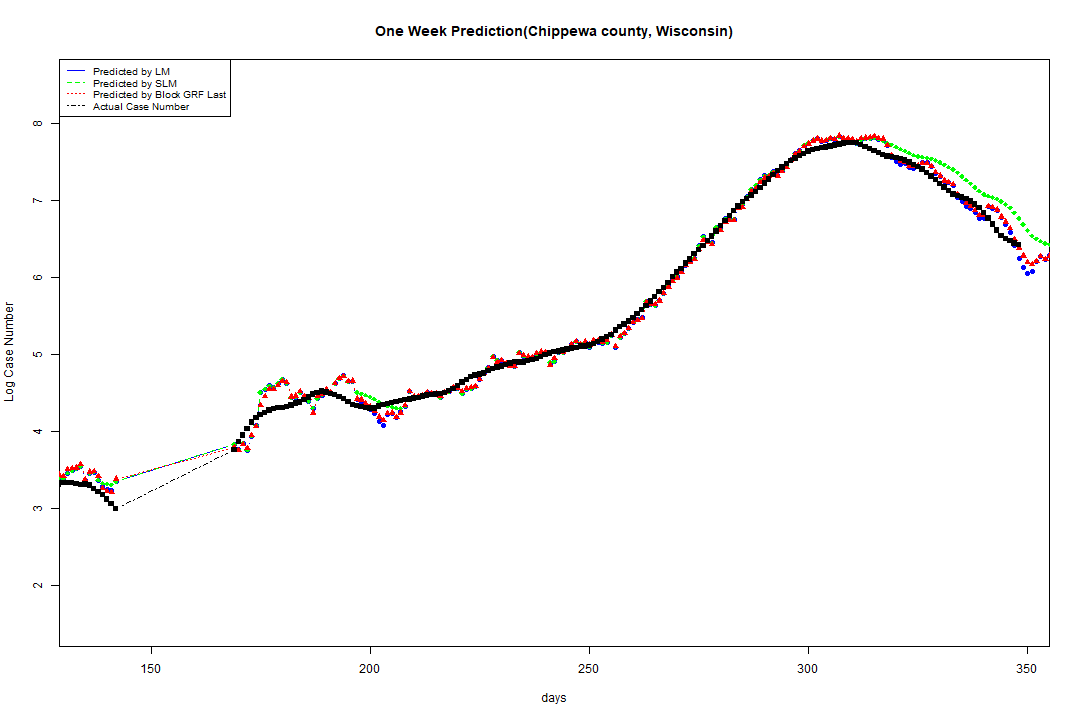 One Week Prediction(Chippewa county, Wisconsin)
Predicted by LM
Predicted by SLM
Predicted by Block GRF Last
Actual Case Number
8
7
6
5
4
3
2
Log Case Number
150 200 250 300 350
days